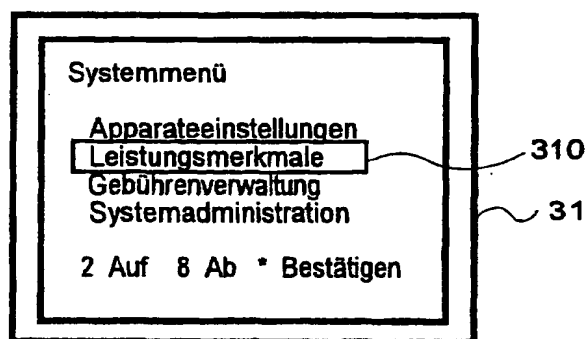 Systemmenü
Apparateeinstellungen
Leistungsmerkmale
310
Gebührenverwaltung
Systemadministration
31
2 Auf 8 Ab * Bestätigen